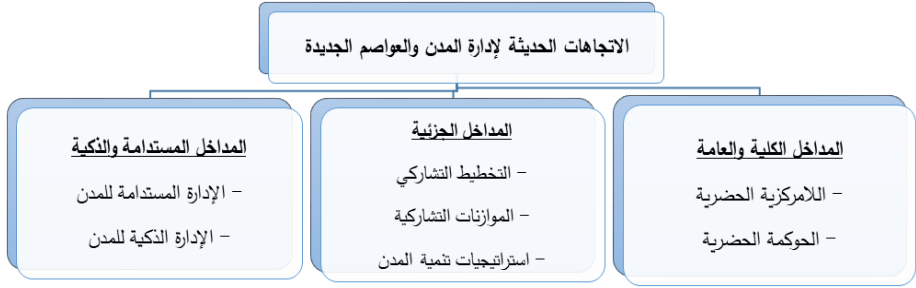 الاتجاهات الحديثة لإدارة المدن والعواصم الجديدة
المداخل الكلية والعامة
- اللامركزية الحضرية
- الحوكمة الحضرية
المداخل الجزئية
- التخطيط التشاركي
- الموازنات التشاركية
- استراتيجيات تنمية المدن
المداخل المستدامة والذكية
- الإدارة المستدامة للمدن
- الإدارة الذكية للمدن